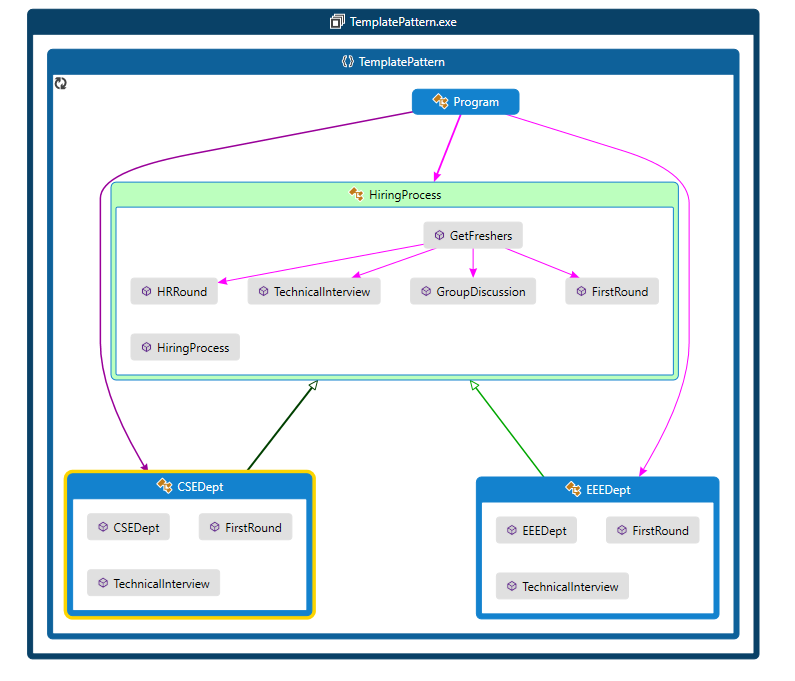 TemplatePattern.exe
TemplatePattern
Program
HiringProcess
GetFreshers
HRRound
TechnicalInterview
GroupDiscussion
FirstRound
HiringProcess
CSEDept
CSEDept
FirstRound
TechnicalInterview
EEEDept
EEEDept
FirstRound
TechnicalInterview